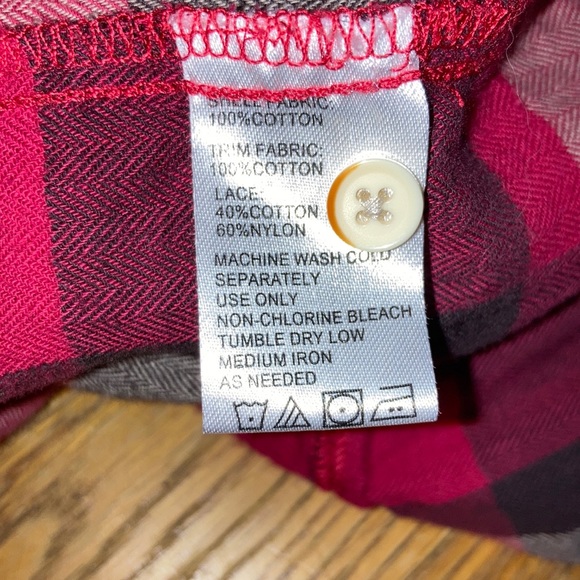 SHELL FABRIC:
100%COTTON
TRIM FABRIC:
100%COTTON
LACE:
40%COTTON
60%NYLON
MACHINE WASH COLD
SEPARATELY
USE ONLY
NON-CHLORINE BLEACH
TUMBLE DRY LOW
MEDIUM IRON
AS NEEDED